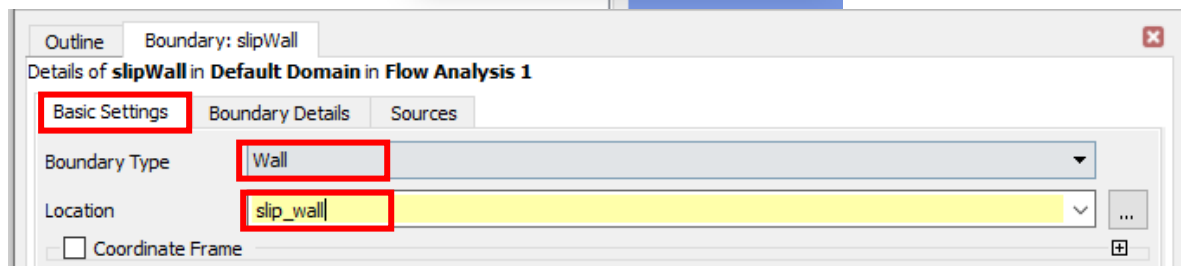 Outline Boundary: slipWall
Details of slipWall in Default Domain in Flow Analysis 1
Basic Settings Boundary Details Sources
Boundary Type Wall
Location slip_wall ...
Coordinate Frame